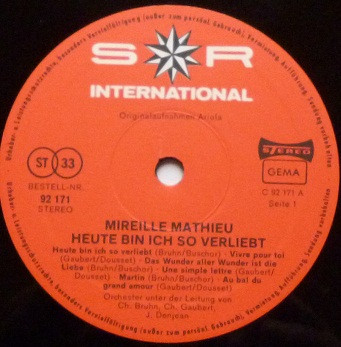 S R
INTERNATIONAL
Originalaufnahmen Ariola
ST 33
BESTELL-NR.
92 171
STEREO
STEREO
GEMA
C 92 171 A
Seite 1
MIREILLE MATHIEU
HEUTE BIN ICH SO VERLIEBT
Heute bin ich so verliebt (Bruhn/Buschor) · Vivre pour toi
(Gaubert/Dousset) · Das Wunder aller Wunder ist die
Liebe (Bruhn/Buschor) · Une simple lettre (Gaubert/
Dousset) · Martin (Bruhn/Buschor) · Au bal du
grand amour (Gaubert/Dousset)
Orchester unter der Leitung von
Ch. Bruhn, Ch. Gaubert,
J. Denjean